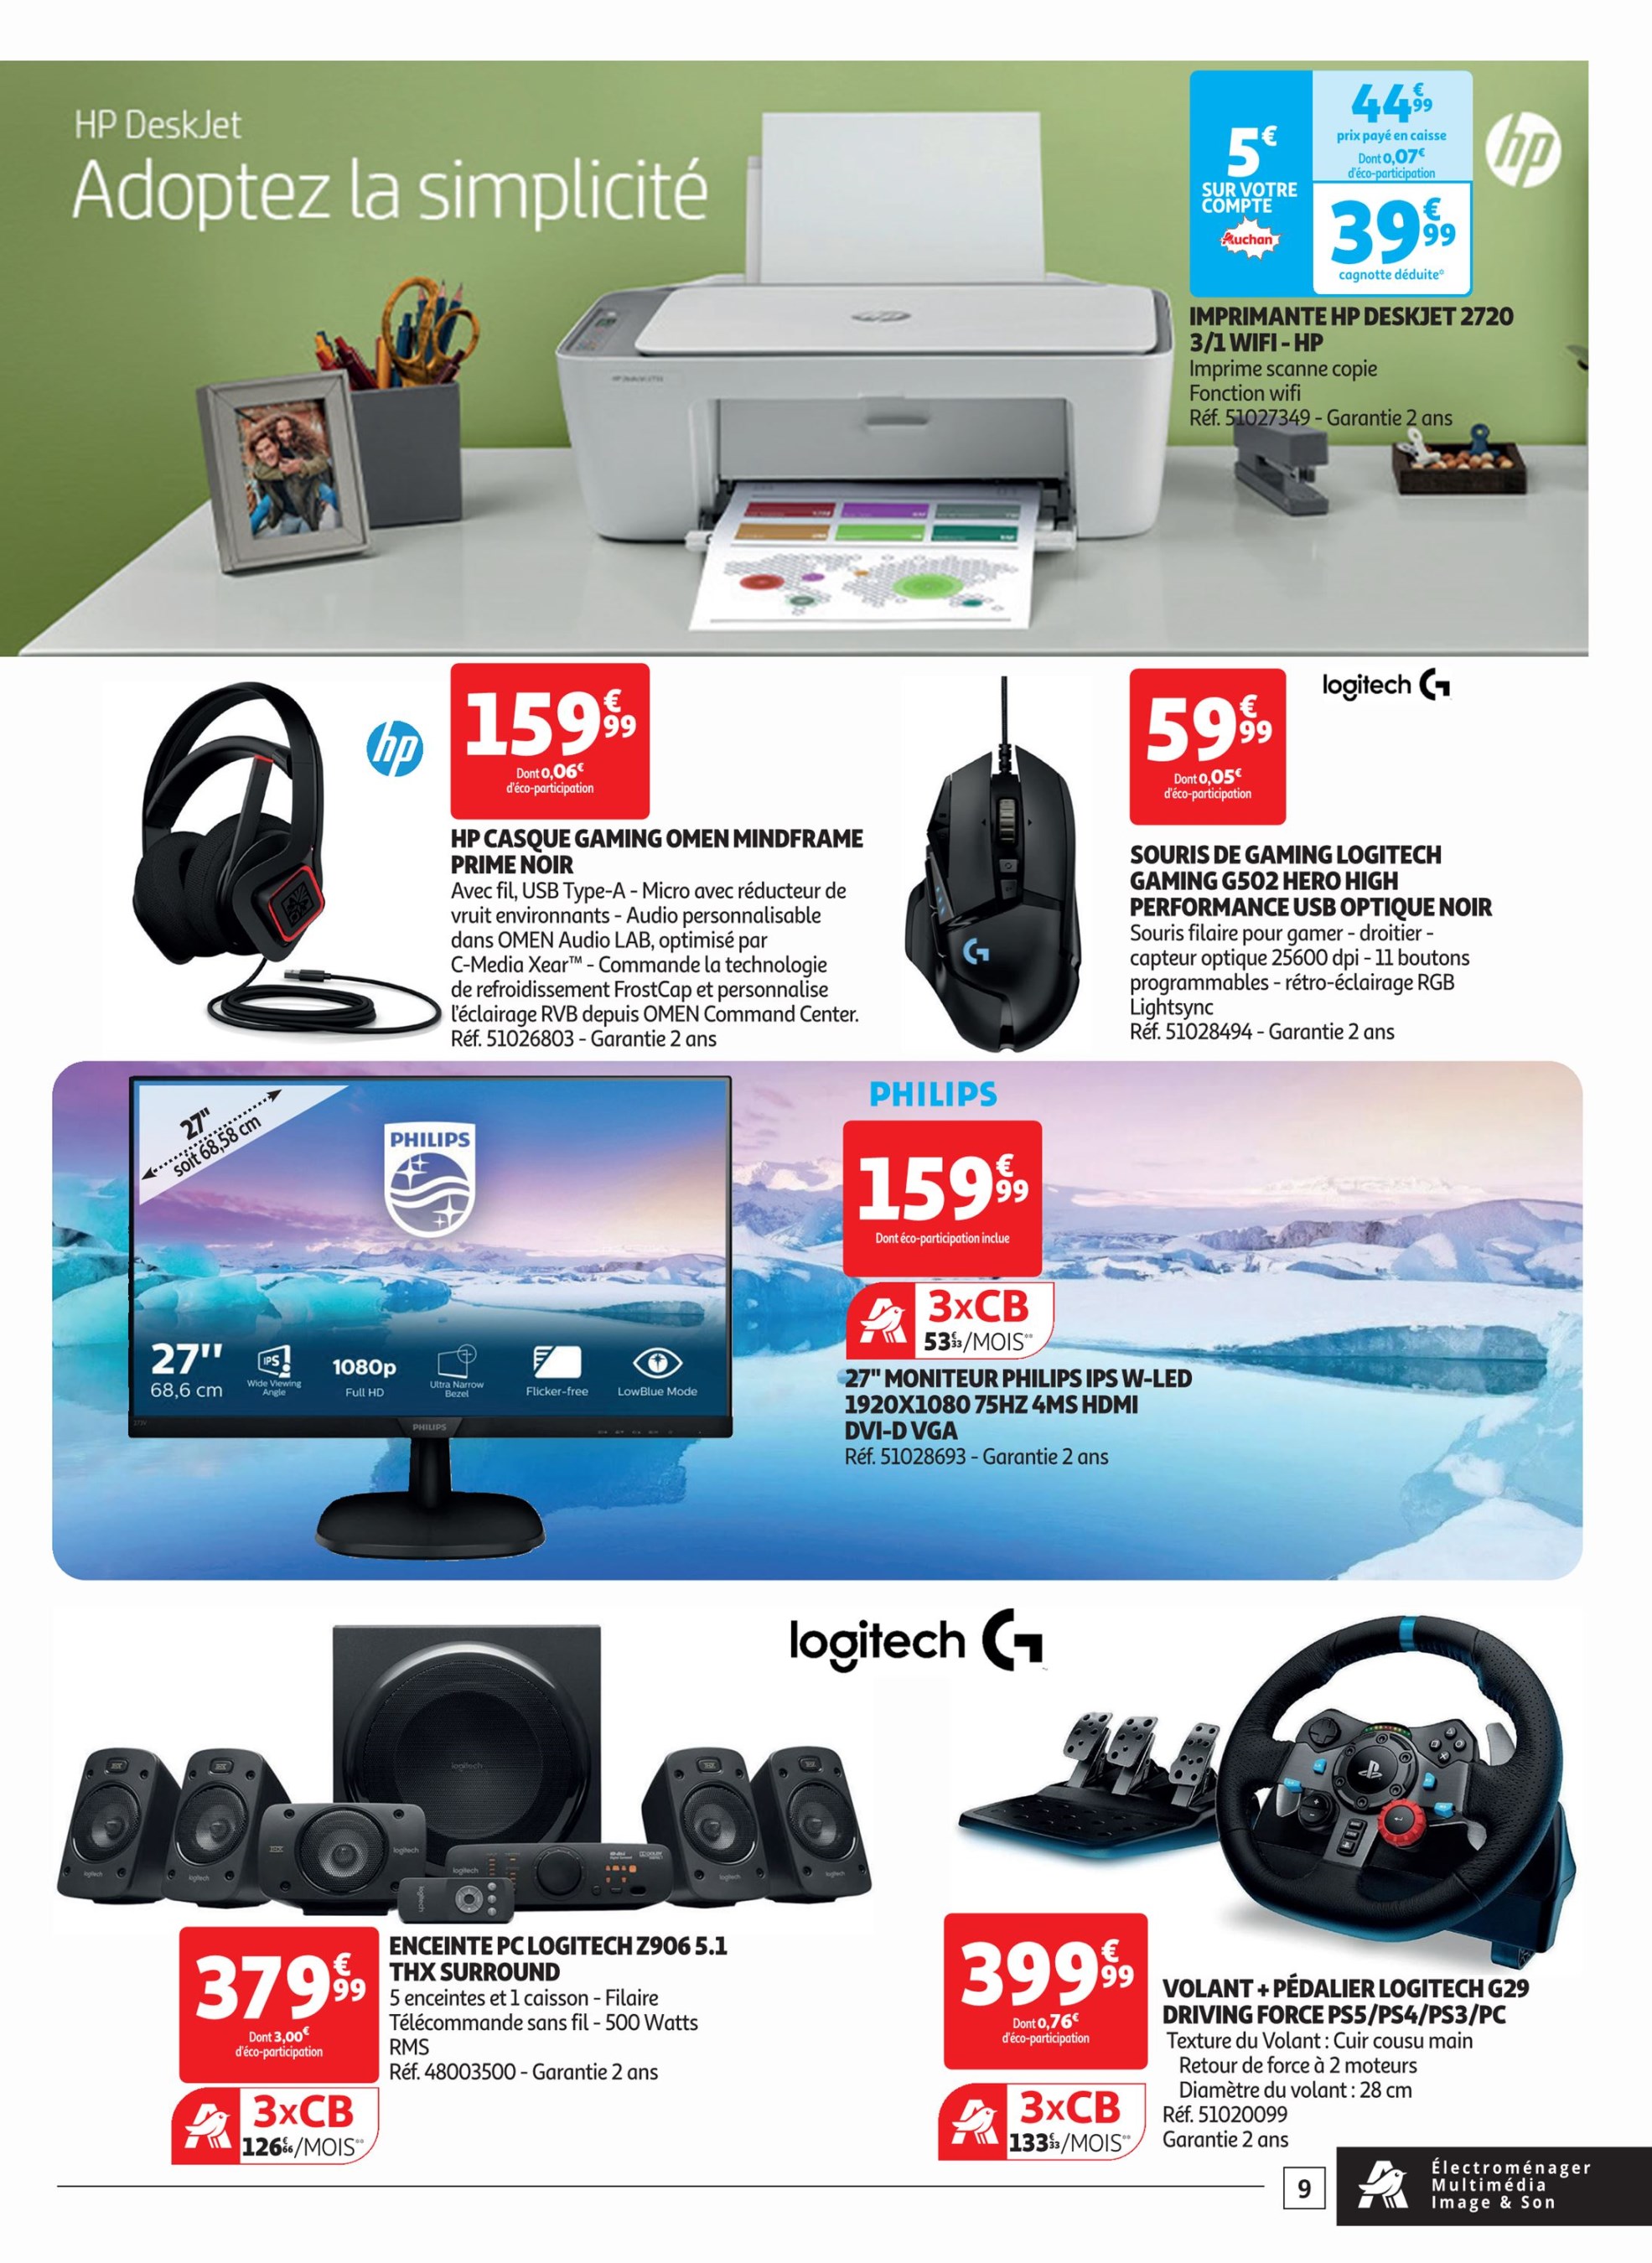 HP DeskJet
Adoptez la simplicité
5€
SUR VOTRE
COMPTE
Auchan
44€99
prix payé en caisse
Dont 0,07€
d'éco-participation
39€99
cagnotte déduite°
hp
IMPRIMANTE HP DESKJET 2720
3/1 WIFI - HP
Imprime scanne copie
Fonction wifi
Réf. 51027349 - Garantie 2 ans
hp
159€99
Dont 0,06€
d'éco-participation
HP CASQUE GAMING OMEN MINDFRAME
PRIME NOIR
Avec fil, USB Type-A - Micro avec réducteur de
vruit environnants - Audio personnalisable
dans OMEN Audio LAB, optimisé par
C-Media Xear™ - Commande la technologie
de refroidissement FrostCap et personnalise
l'éclairage RVB depuis OMEN Command Center.
Réf. 51026803 - Garantie 2 ans
59€99
Dont 0,05€
d'éco-participation
logitech G
SOURIS DE GAMING LOGITECH
GAMING G502 HERO HIGH
PERFORMANCE USB OPTIQUE NOIR
Souris filaire pour gamer - droitier -
capteur optique 25600 dpi - 11 boutons
programmables - rétro-éclairage RGB
Lightsync
Réf. 51028494 - Garantie 2 ans
27"
soit 68,58 cm
PHILIPS
27"
68,6 cm
IPS
Wide Viewing
Angle
1080p
Full HD
Ultra Narrow
Bezel
Flicker-free
LowBlue Mode
PHILIPS
PHILIPS
159€99
Dont éco-participation inclue
3xCB
53€33/MOIS**
27" MONITEUR PHILIPS IPS W-LED
1920X1080 75HZ 4MS HDMI
DVI-D VGA
Réf. 51028693 - Garantie 2 ans
logitech G
logitech
logitech
logitech
logitech
logitech
logitech
logitech
logitech
379€99
Dont 3,00€
d'éco-participation
3xCB
126€66/MOIS**
ENCEINTE PC LOGITECH Z906 5.1
THX SURROUND
5 enceintes et 1 caisson - Filaire
Télécommande sans fil - 500 Watts
RMS
Réf. 48003500 - Garantie 2 ans
399€99
Dont 0,76€
d'éco-participation
3xCB
133€33/MOIS**
VOLANT + PÉDALIER LOGITECH G29
DRIVING FORCE PS5/PS4/PS3/PC
Texture du Volant : Cuir cousu main
Retour de force à 2 moteurs
Diamètre du volant : 28 cm
Réf. 51020099
Garantie 2 ans
9
Électroménager
Multimédia
Image & Son